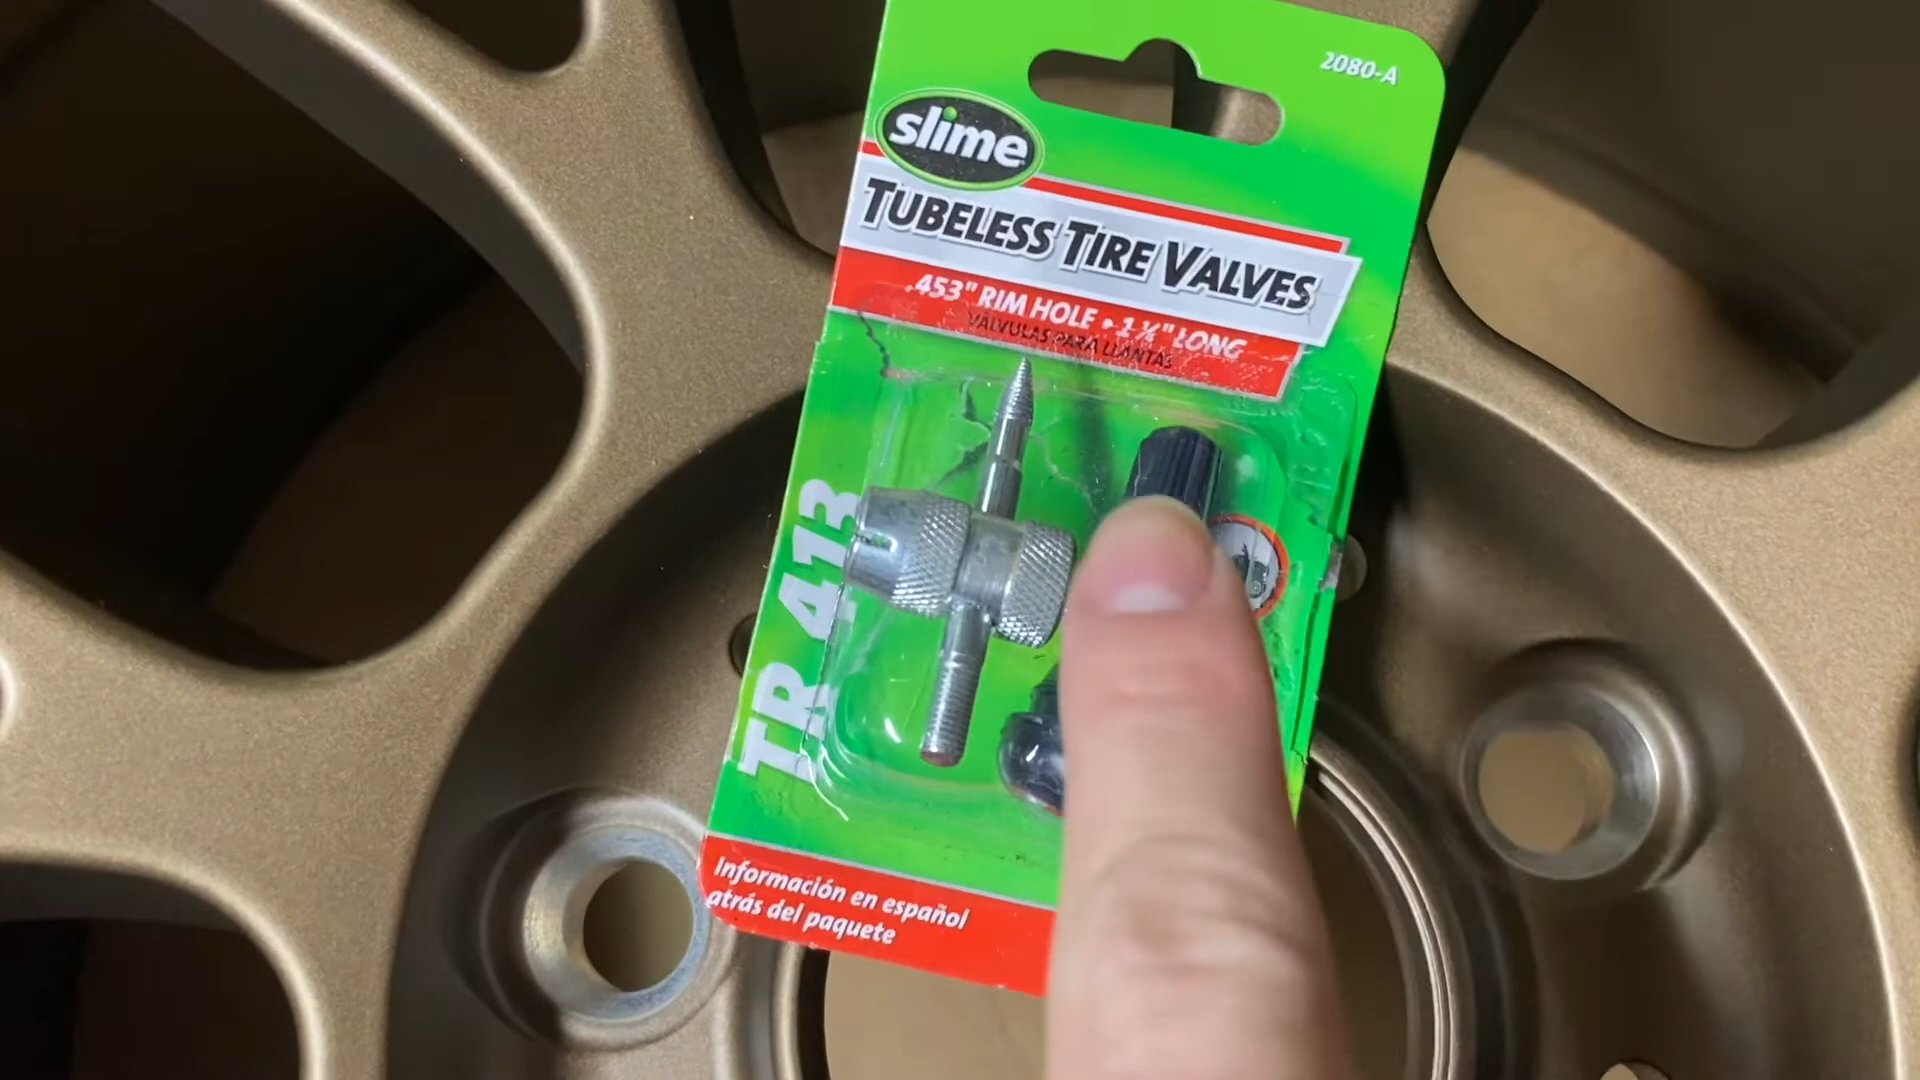 2080-A
slime
TUBELESS TIRE VALVES
.453" RIM HOLE • 1 ¼" LONG
VÁLVULAS PARA LLANTAS
TR 413
Información en español
atrás del paquete